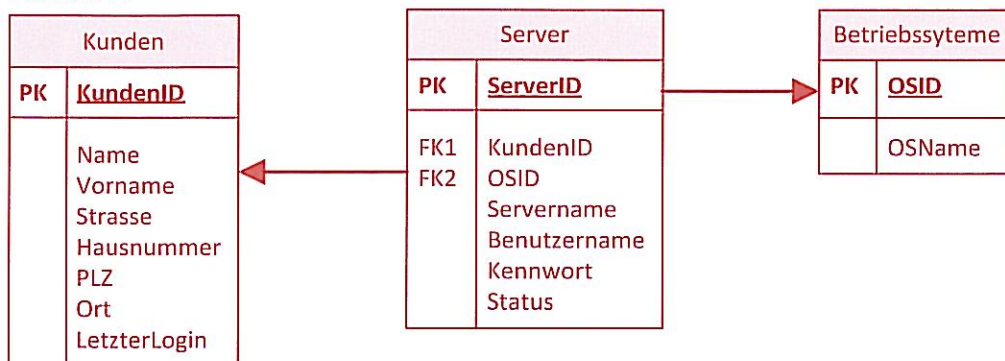 Kunden
PK KundenID
Name
Vorname
Strasse
Hausnummer
PLZ
Ort
LetzterLogin
Server
PK ServerID
FK1 KundenID
FK2 OSID
Servername
Benutzername
Kennwort
Status
Betriebssyteme
PK OSID
OSName